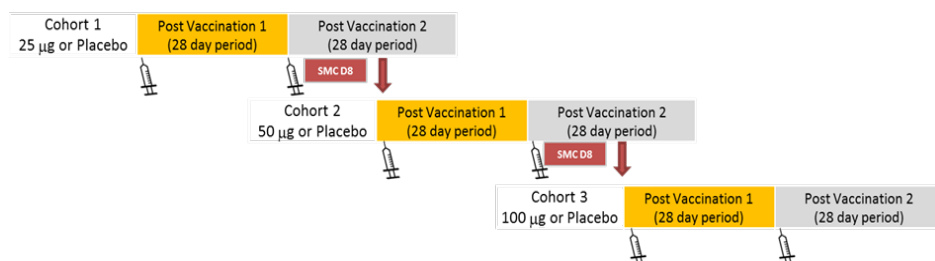 Cohort 1
25 µg or Placebo
Post Vaccination 1
(28 day period)
Post Vaccination 2
(28 day period)
SMC D8
Cohort 2
50 µg or Placebo
Post Vaccination 1
(28 day period)
Post Vaccination 2
(28 day period)
SMC D8
Cohort 3
100 µg or Placebo
Post Vaccination 1
(28 day period)
Post Vaccination 2
(28 day period)